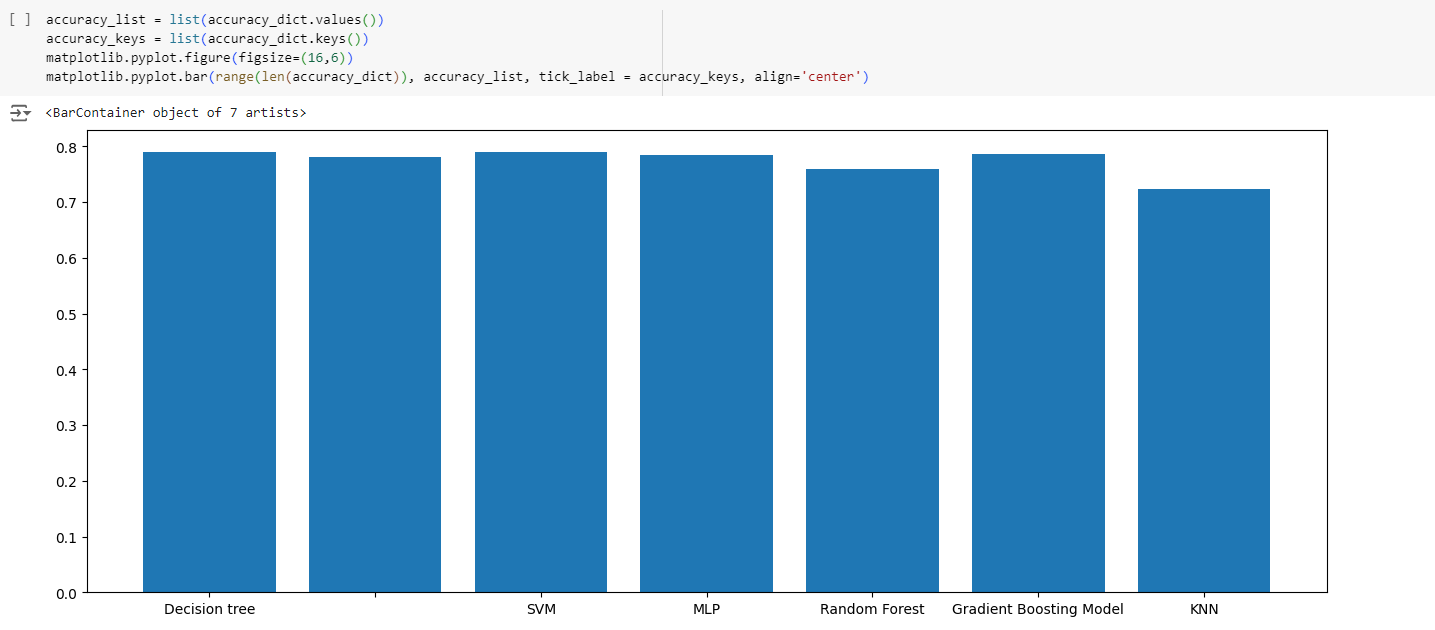 [ ] accuracy_list = list(accuracy_dict.values())
accuracy_keys = list(accuracy_dict.keys())
matplotlib.pyplot.figure(figsize=(16,6))
matplotlib.pyplot.bar(range(len(accuracy_dict)), accuracy_list, tick_label = accuracy_keys, align='center')
<BarContainer object of 7 artists>
0.8
0.7
0.6
0.5
0.4
0.3
0.2
0.1
0.0
Decision tree SVM MLP Random Forest Gradient Boosting Model KNN